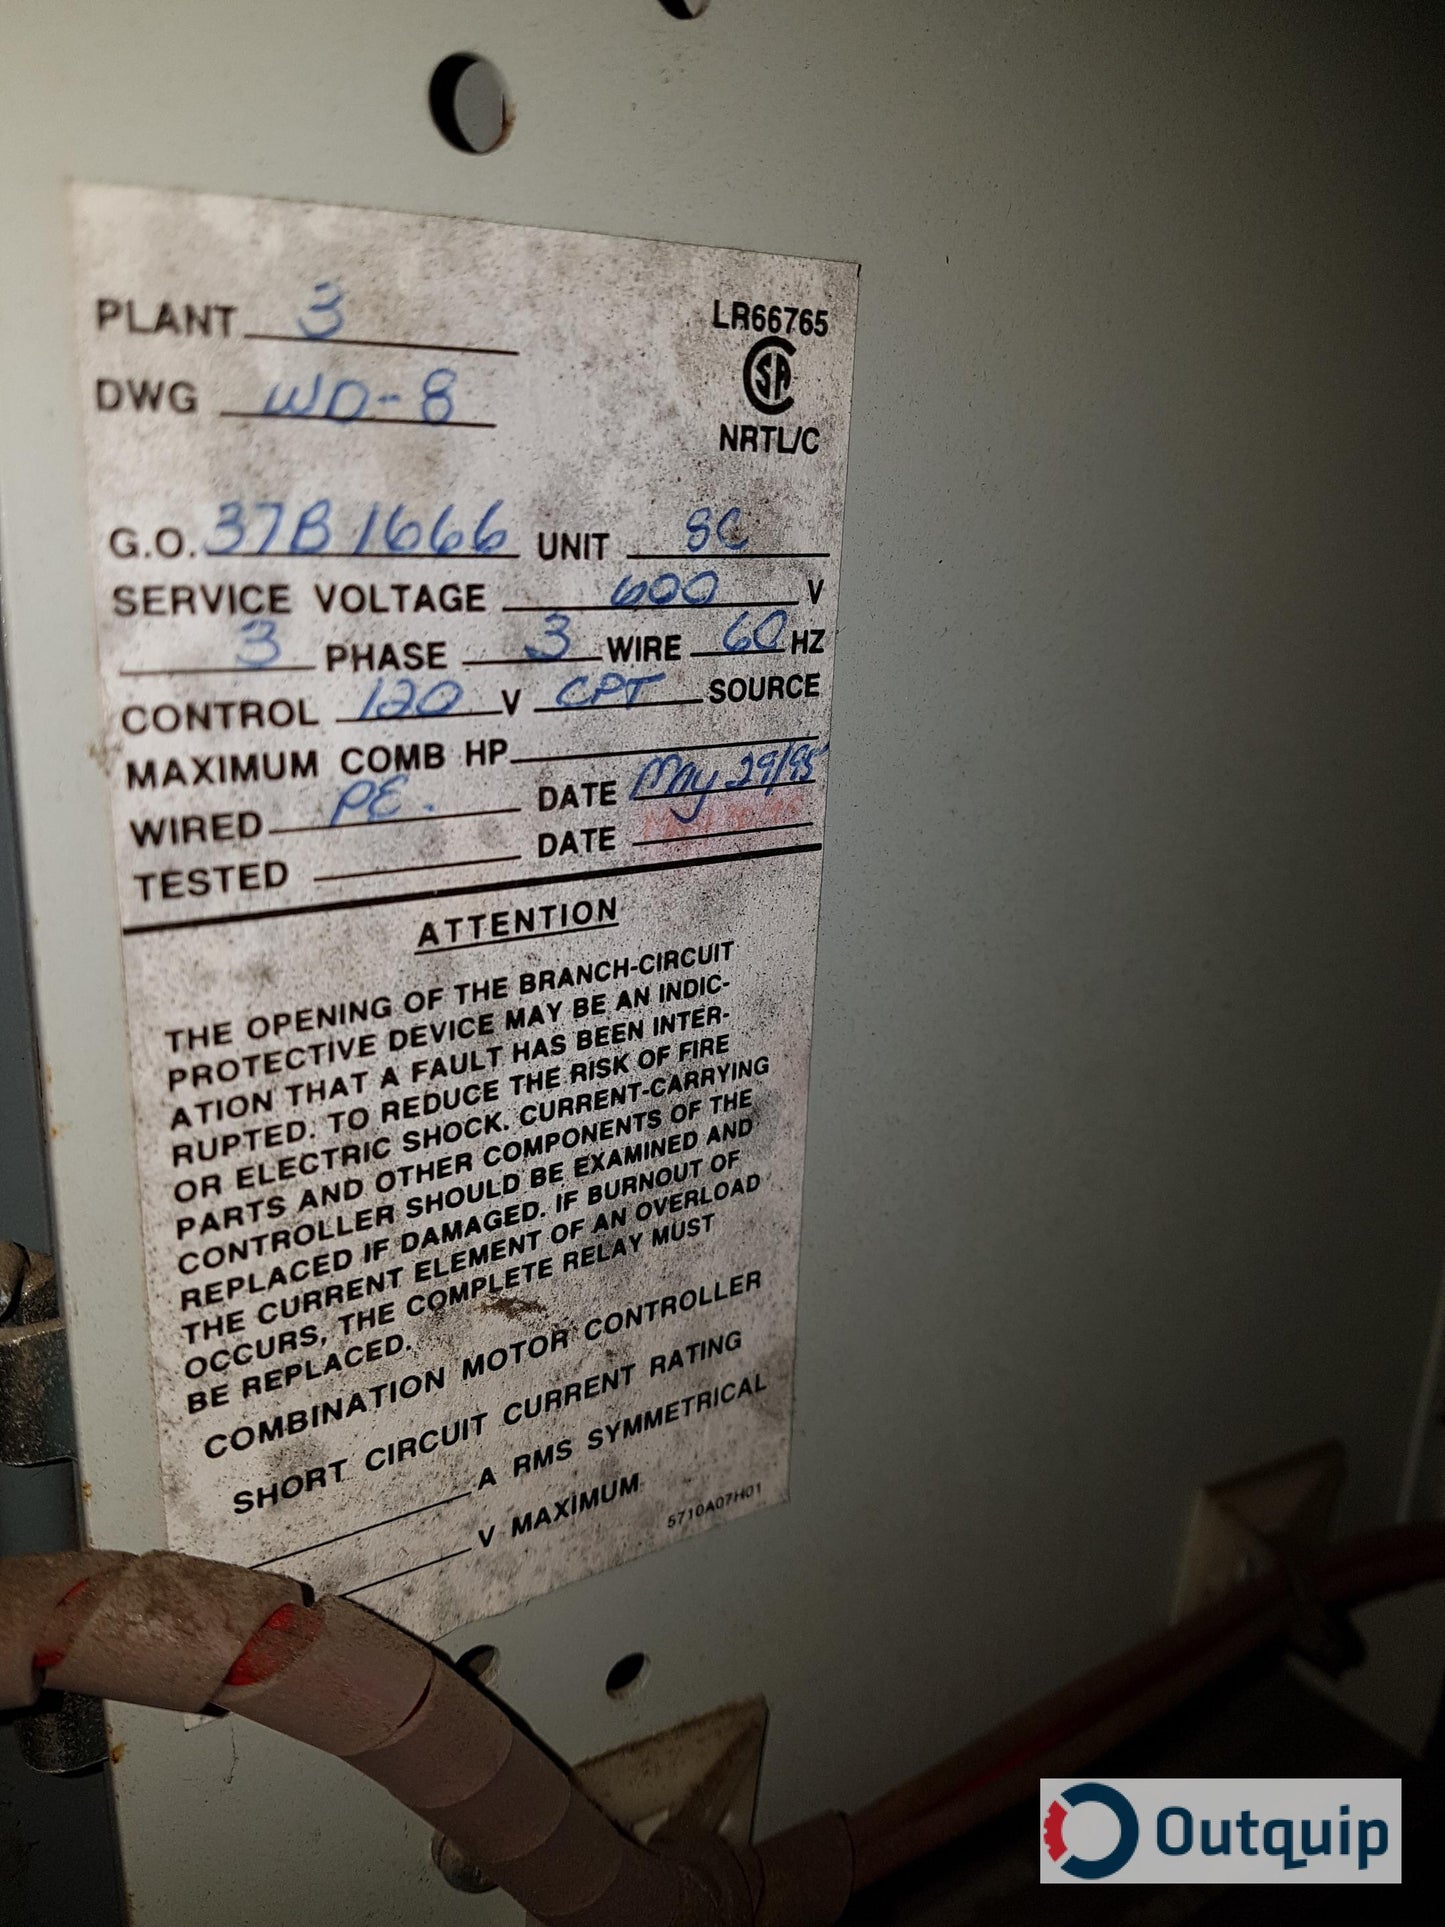 PLANT 3
LR66765
DWG WD-8
NRTL/C
G.O. 37B1666 UNIT 8C
SERVICE VOLTAGE 600 V
3 PHASE 3 WIRE 60 HZ
CONTROL 120 V CPT SOURCE
MAXIMUM COMB HP
WIRED PE. DATE May 29/95
TESTED DATE
ATTENTION
THE OPENING OF THE BRANCH-CIRCUIT
PROTECTIVE DEVICE MAY BE AN INDIC-
ATION THAT A FAULT HAS BEEN INTER-
RUPTED. TO REDUCE THE RISK OF FIRE
OR ELECTRIC SHOCK. CURRENT-CARRYING
PARTS AND OTHER COMPONENTS OF THE
CONTROLLER SHOULD BE EXAMINED AND
REPLACED IF DAMAGED. IF BURNOUT OF
THE CURRENT ELEMENT OF AN OVERLOAD
OCCURS, THE COMPLETE RELAY MUST
BE REPLACED.
COMBINATION MOTOR CONTROLLER
SHORT CIRCUIT CURRENT RATING
A RMS SYMMETRICAL
V MAXIMUM
5710A07H01
Outquip